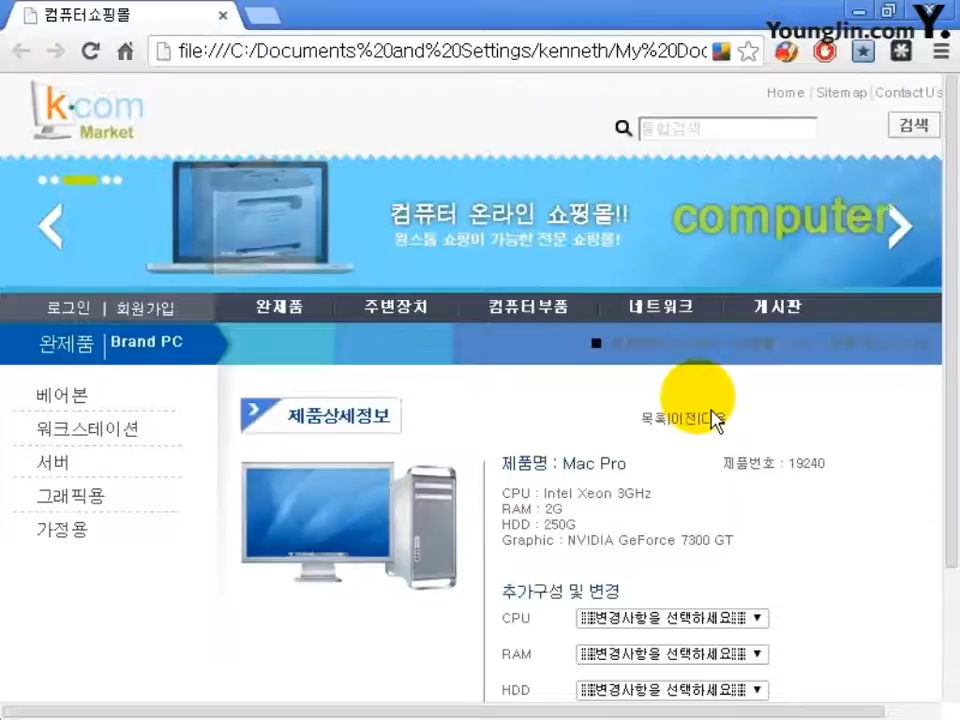 컴퓨터쇼핑몰
YoungJin.com Y.
file:///C:/Documents%20and%20Settings/kenneth/My%20Doc
k·com
Market
Home | Sitemap | Contact Us
통합검색
검색
컴퓨터 온라인 쇼핑몰!!
원스톱 쇼핑이 가능한 전문 쇼핑몰!
computer
로그인 | 회원가입
완제품
주변장치
컴퓨터부품
네트워크
게시판
완제품 | Brand PC
베어본
워크스테이션
서버
그래픽용
가정용
제품상세정보
목록|이전|다음
제품명 : Mac Pro
제품번호 : 19240
CPU : Intel Xeon 3GHz
RAM : 2G
HDD : 250G
Graphic : NVIDIA GeForce 7300 GT
추가구성 및 변경
CPU
변경사항을 선택하세요
RAM
변경사항을 선택하세요
HDD
변경사항을 선택하세요